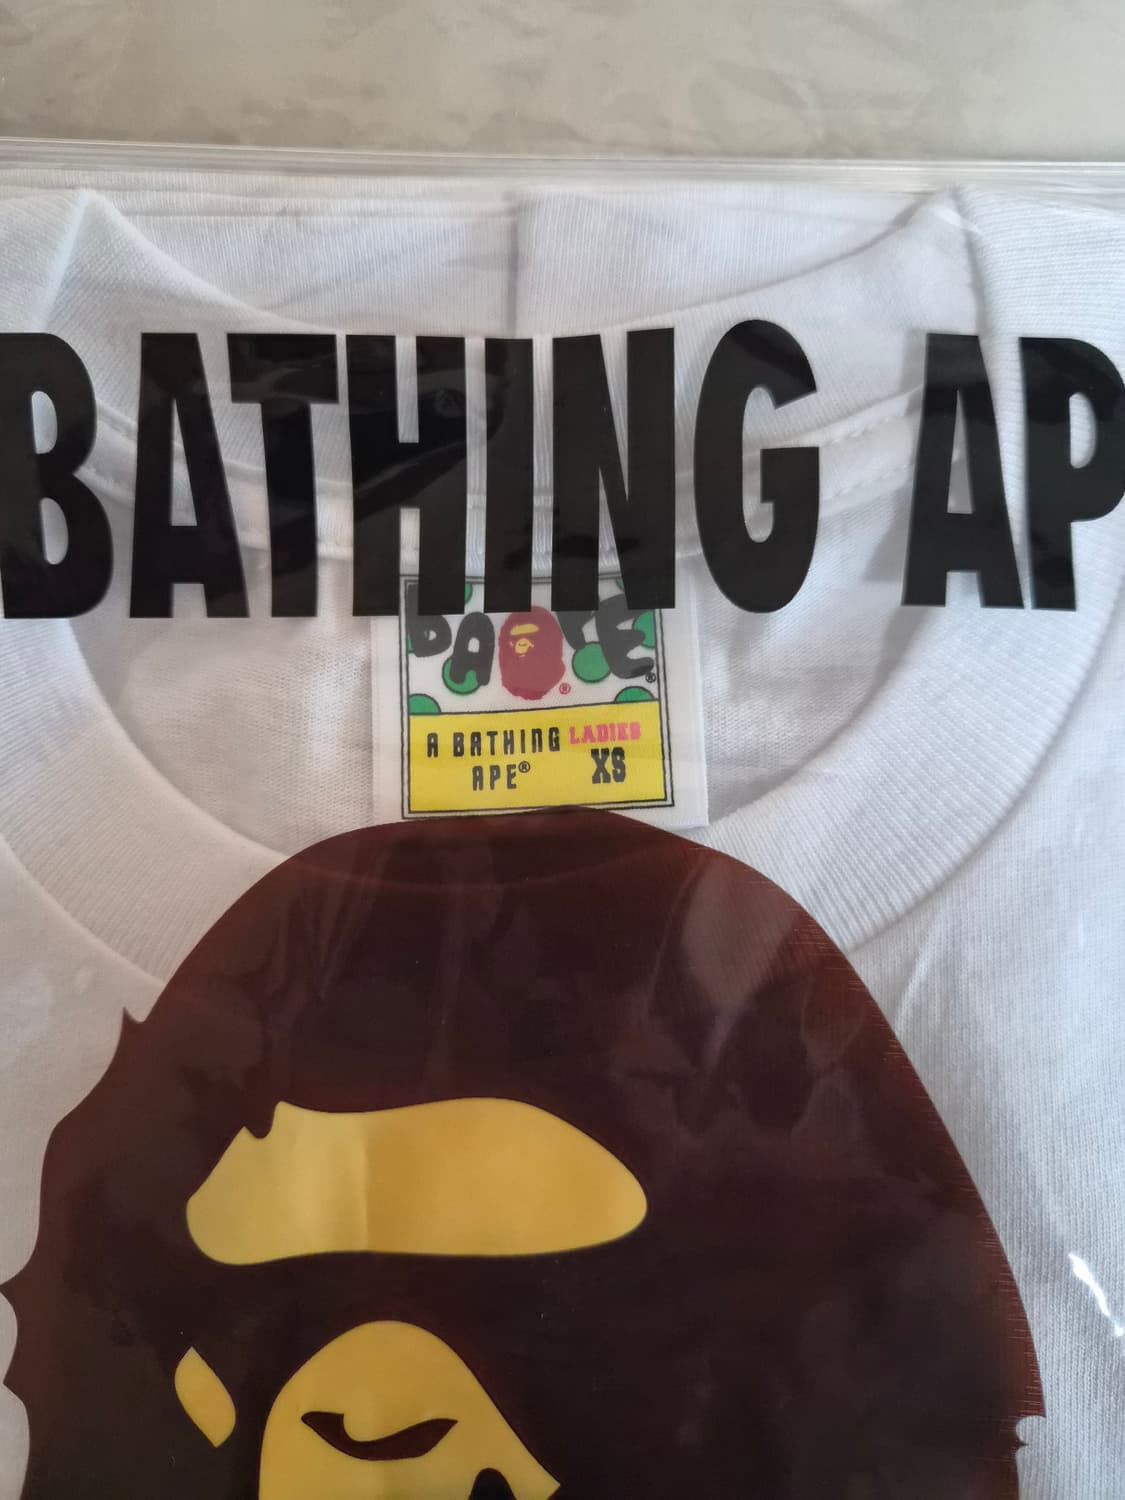 BATHING AP
BAPE®
®
A BATHING LADIES
APE® XS